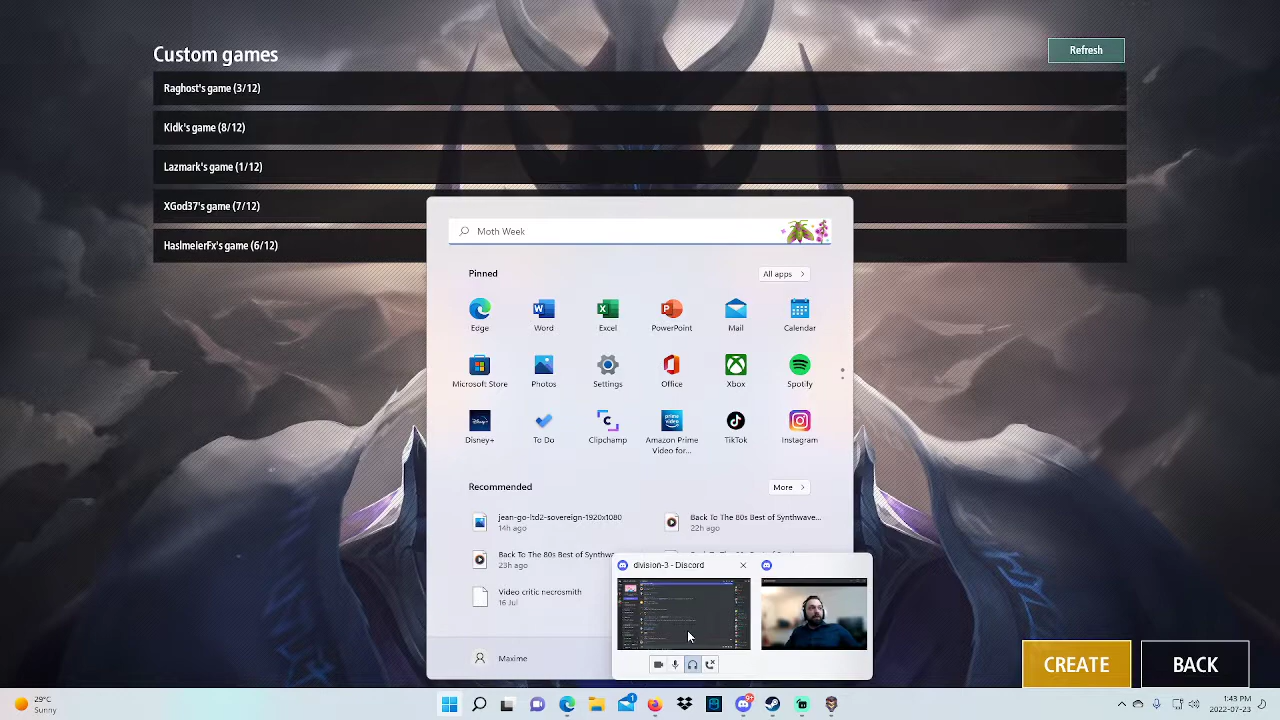 Custom games
Refresh
Raghost's game (3/12)
Kidk's game (8/12)
Lazmark's game (1/12)
XGod37's game (7/12)
HaslmeierFx's game (6/12)
Moth Week
Pinned
All apps
Edge
Word
Excel
PowerPoint
Mail
Calendar
Microsoft Store
Photos
Settings
Office
Xbox
Spotify
Disney+
To Do
Clipchamp
Amazon Prime
Video for...
TikTok
Instagram
Recommended
More
jean-go-ltd2-sovereign-1920x1080
14h ago
Back To The 80s Best of Synthwave...
22h ago
Back To The 80s Best of Synthw
23h ago
Video critic necrosmith
16 Jul
division-3 - Discord
Maxime
CREATE
BACK
29°C
Sunny
1:43 PM
2022-07-23